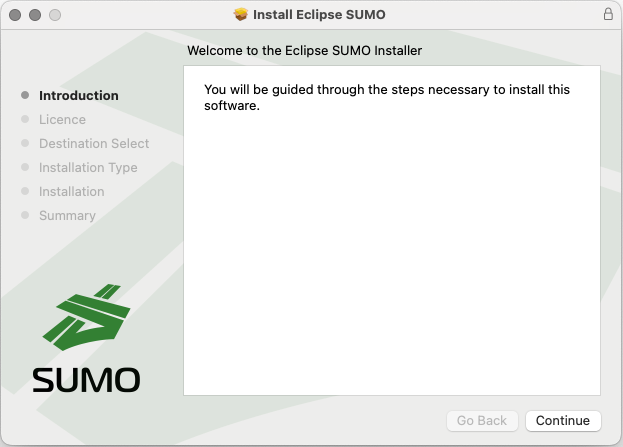 Install Eclipse SUMO
Welcome to the Eclipse SUMO Installer
Introduction
Licence
Destination Select
Installation Type
Installation
Summary
You will be guided through the steps necessary to install this
software.
SUMO
Go Back
Continue